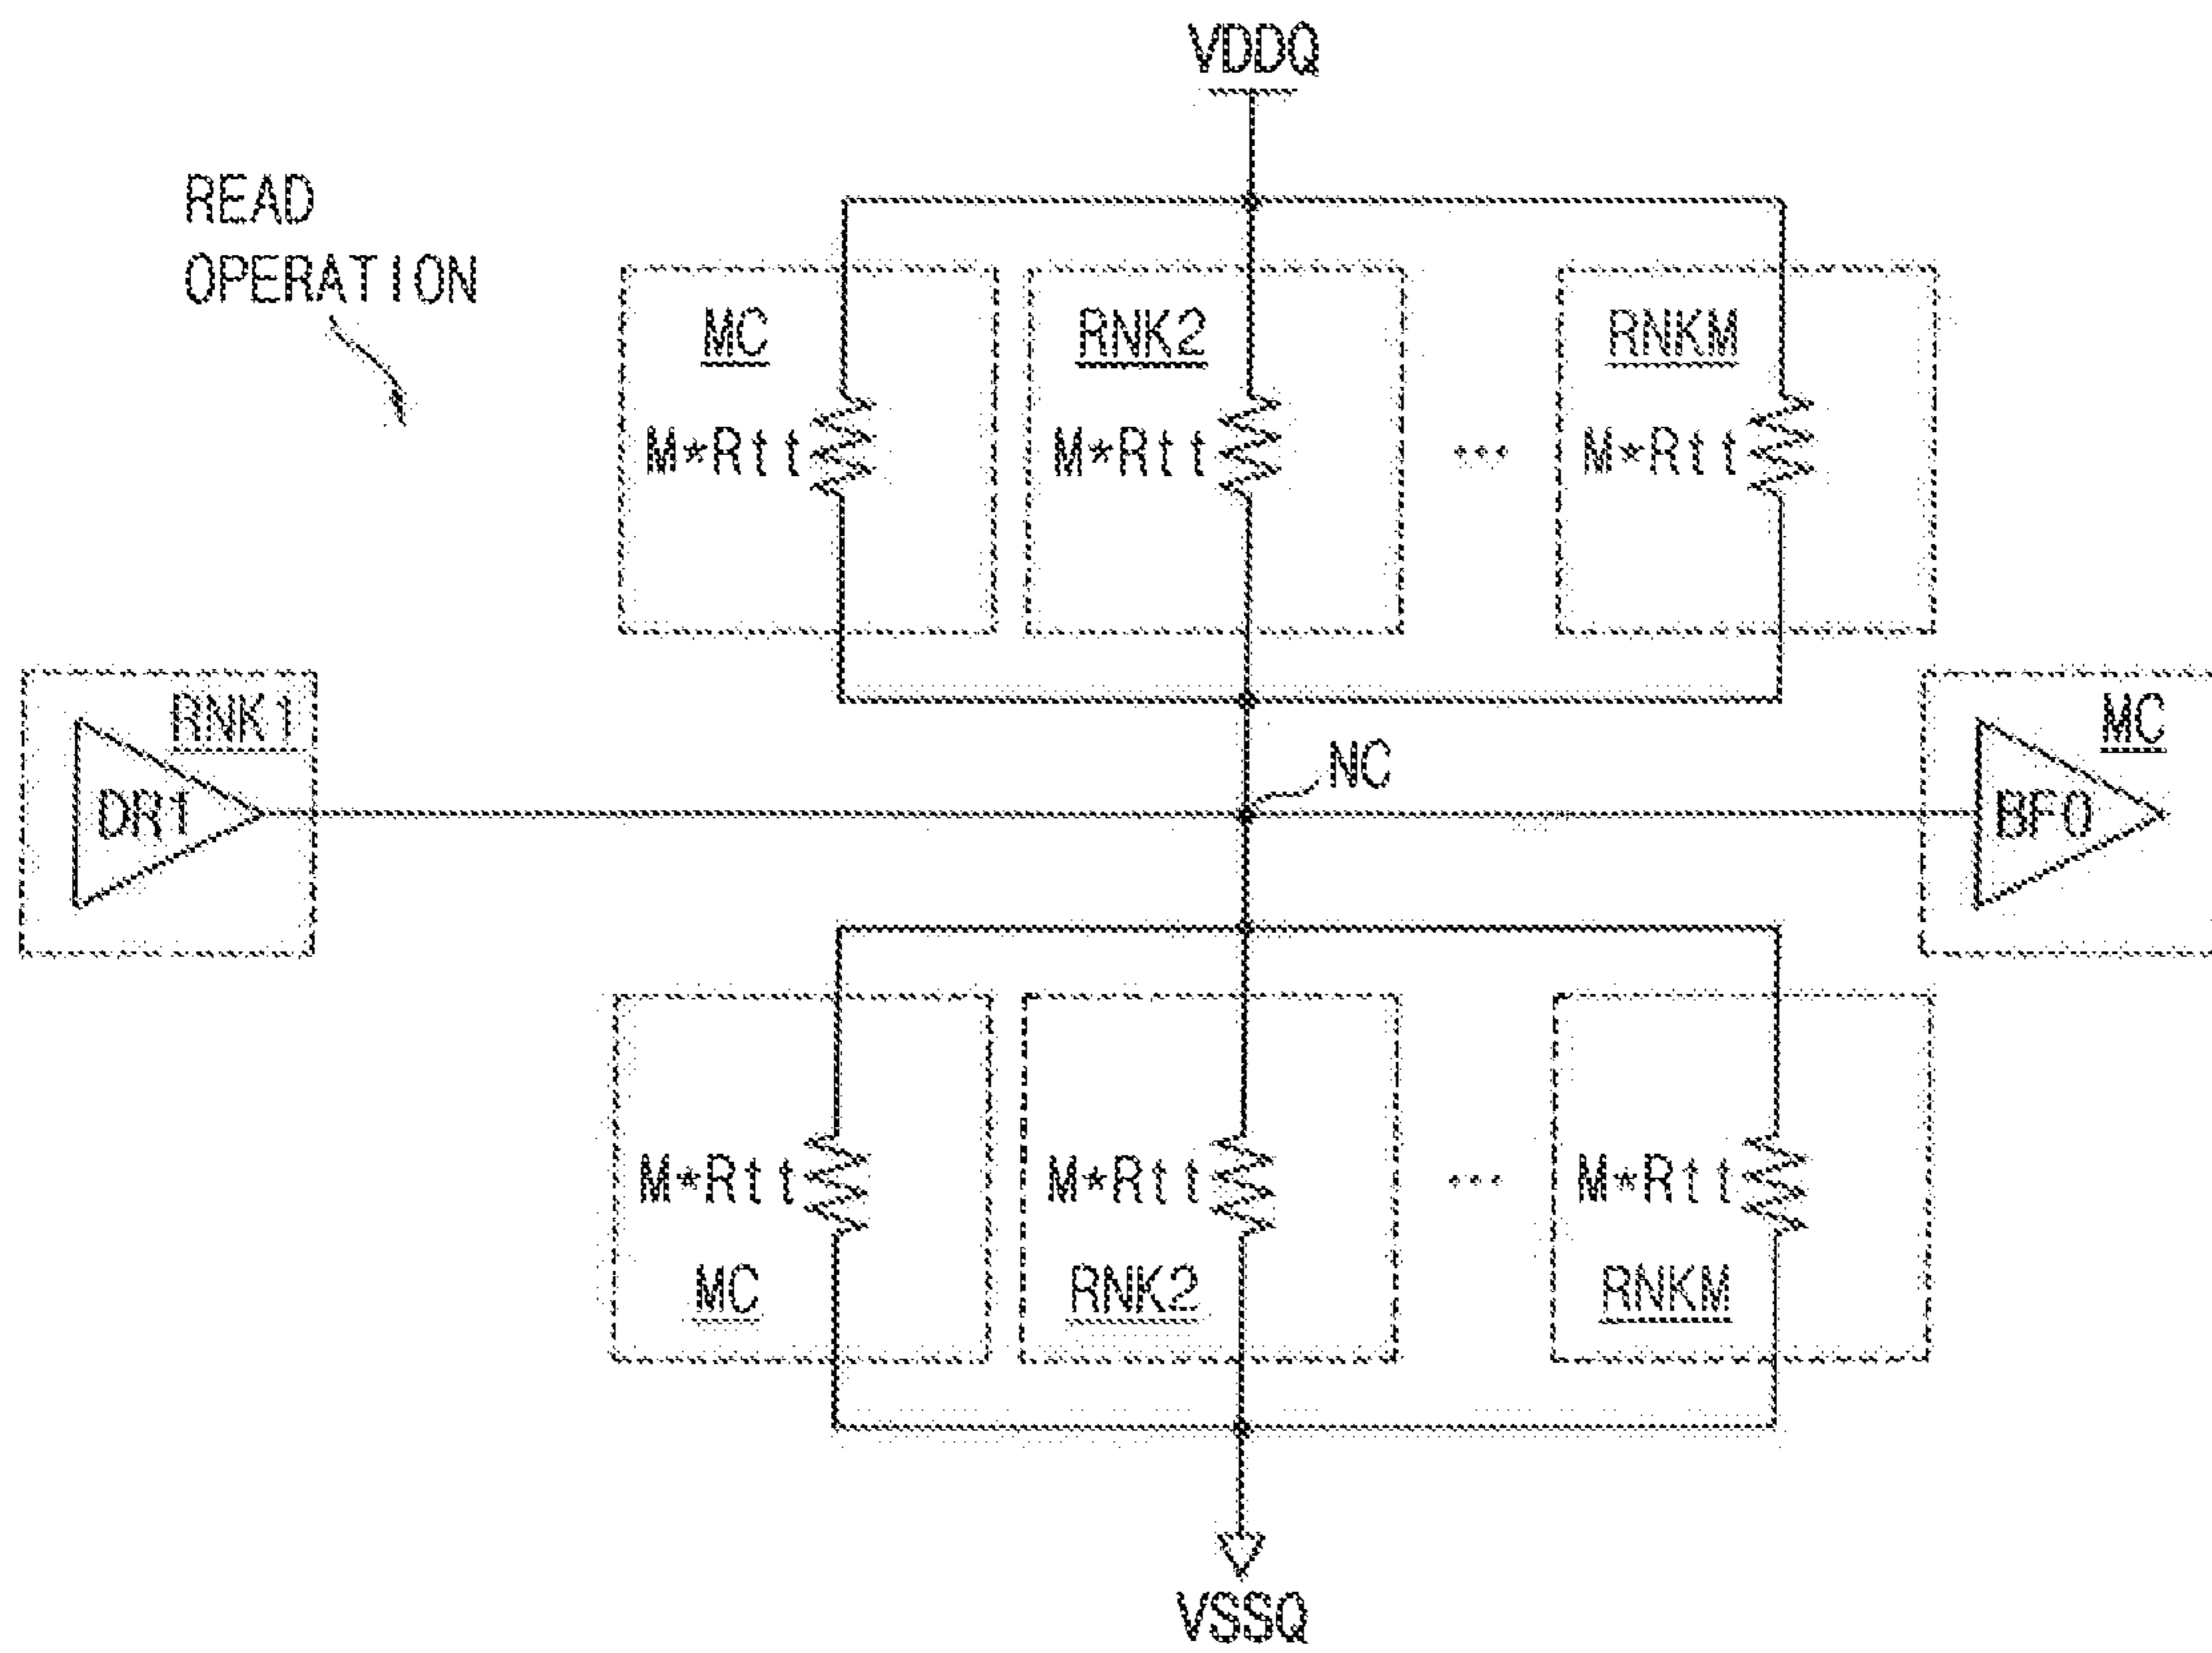 VDDQ
READ
OPERATION
MC
RNK2
RNKM
M*Rtt
M*Rtt
...
M*Rtt
RNK1
DR1
NC
MC
BF0
M*Rtt
M*Rtt
...
M*Rtt
MC
RNK2
RNKM
VSSQ